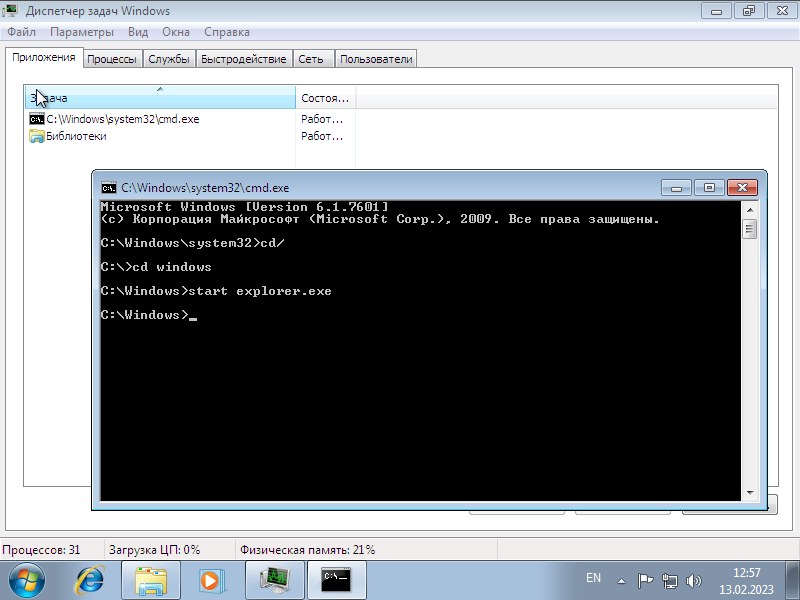 Диспетчер задач Windows
Файл Параметры Вид Окна Справка
Приложения Процессы Службы Быстродействие Сеть Пользователи
Состоя...
C:\Windows\system32\cmd.exe Работ...
Библиотеки Работ...
C:\Windows\system32\cmd.exe
Microsoft Windows [Version 6.1.7601]
(c) Корпорация Майкрософт (Microsoft Corp.), 2009. Все права защищены.
C:\Windows\system32>cd/
C:\>cd windows
C:\Windows>start explorer.exe
C:\Windows>_
Процессов: 31 Загрузка ЦП: 0% Физическая память: 21%
EN
12:57
13.02.2023